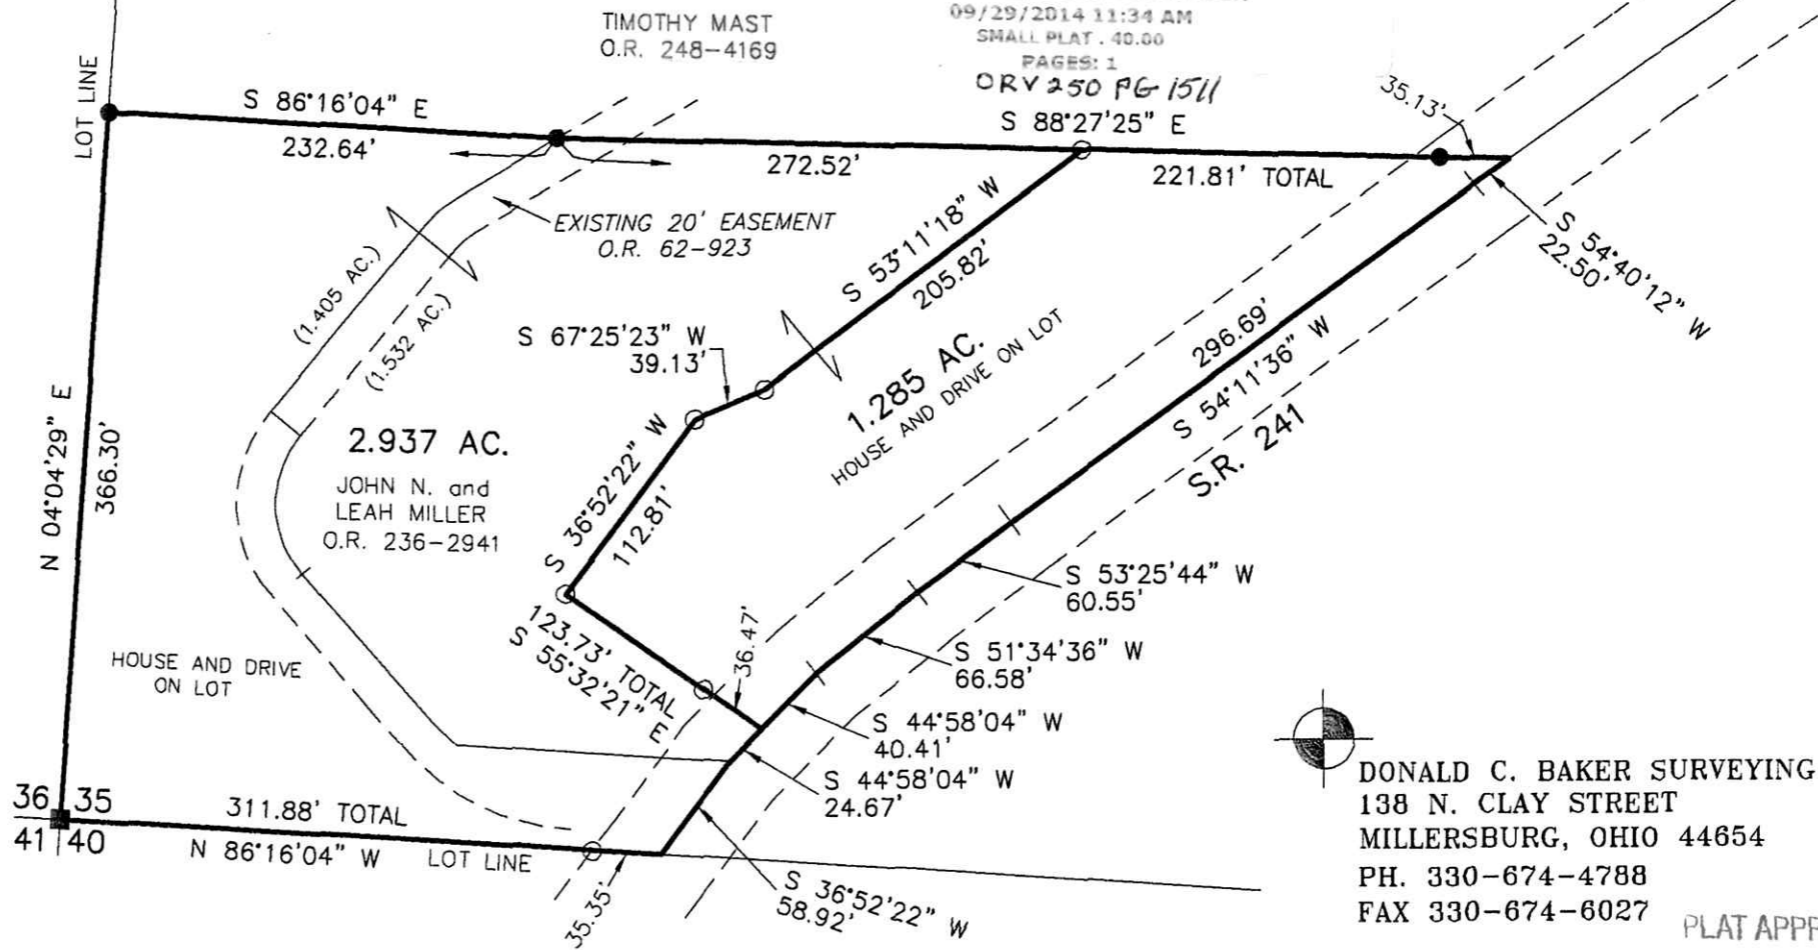 TIMOTHY MAST
O.R. 248-4169
09/29/2014 11:34 AM
SMALL PLAT . 40.00
PAGES: 1
ORV 250 PG 1511
LOT LINE
S 86°16'04" E
232.64'
S 88°27'25" E
272.52'
221.81' TOTAL
35.13'
EXISTING 20' EASEMENT
O.R. 62-923
S 53°11'18" W
205.82'
S 54°40'12" W
22.50'
(1.405 AC.)
(1.532 AC.)
S 67°25'23" W
39.13'
1.285 AC.
HOUSE AND DRIVE ON LOT
296.69'
S 54°11'36" W
S.R. 241
N 04°04'29" E
366.30'
2.937 AC.
JOHN N. and
LEAH MILLER
O.R. 236-2941
S 36°52'22" W
112.81'
S 53°25'44" W
60.55'
123.73' TOTAL
S 55°32'21" E
36.47'
S 51°34'36" W
66.58'
HOUSE AND DRIVE
ON LOT
S 44°58'04" W
40.41'
S 44°58'04" W
24.67'
36 35
41 40
311.88' TOTAL
N 86°16'04" W LOT LINE
35.35'
S 36°52'22" W
58.92'
DONALD C. BAKER SURVEYING
138 N. CLAY STREET
MILLERSBURG, OHIO 44654
PH. 330-674-4788
FAX 330-674-6027
PLAT APPR